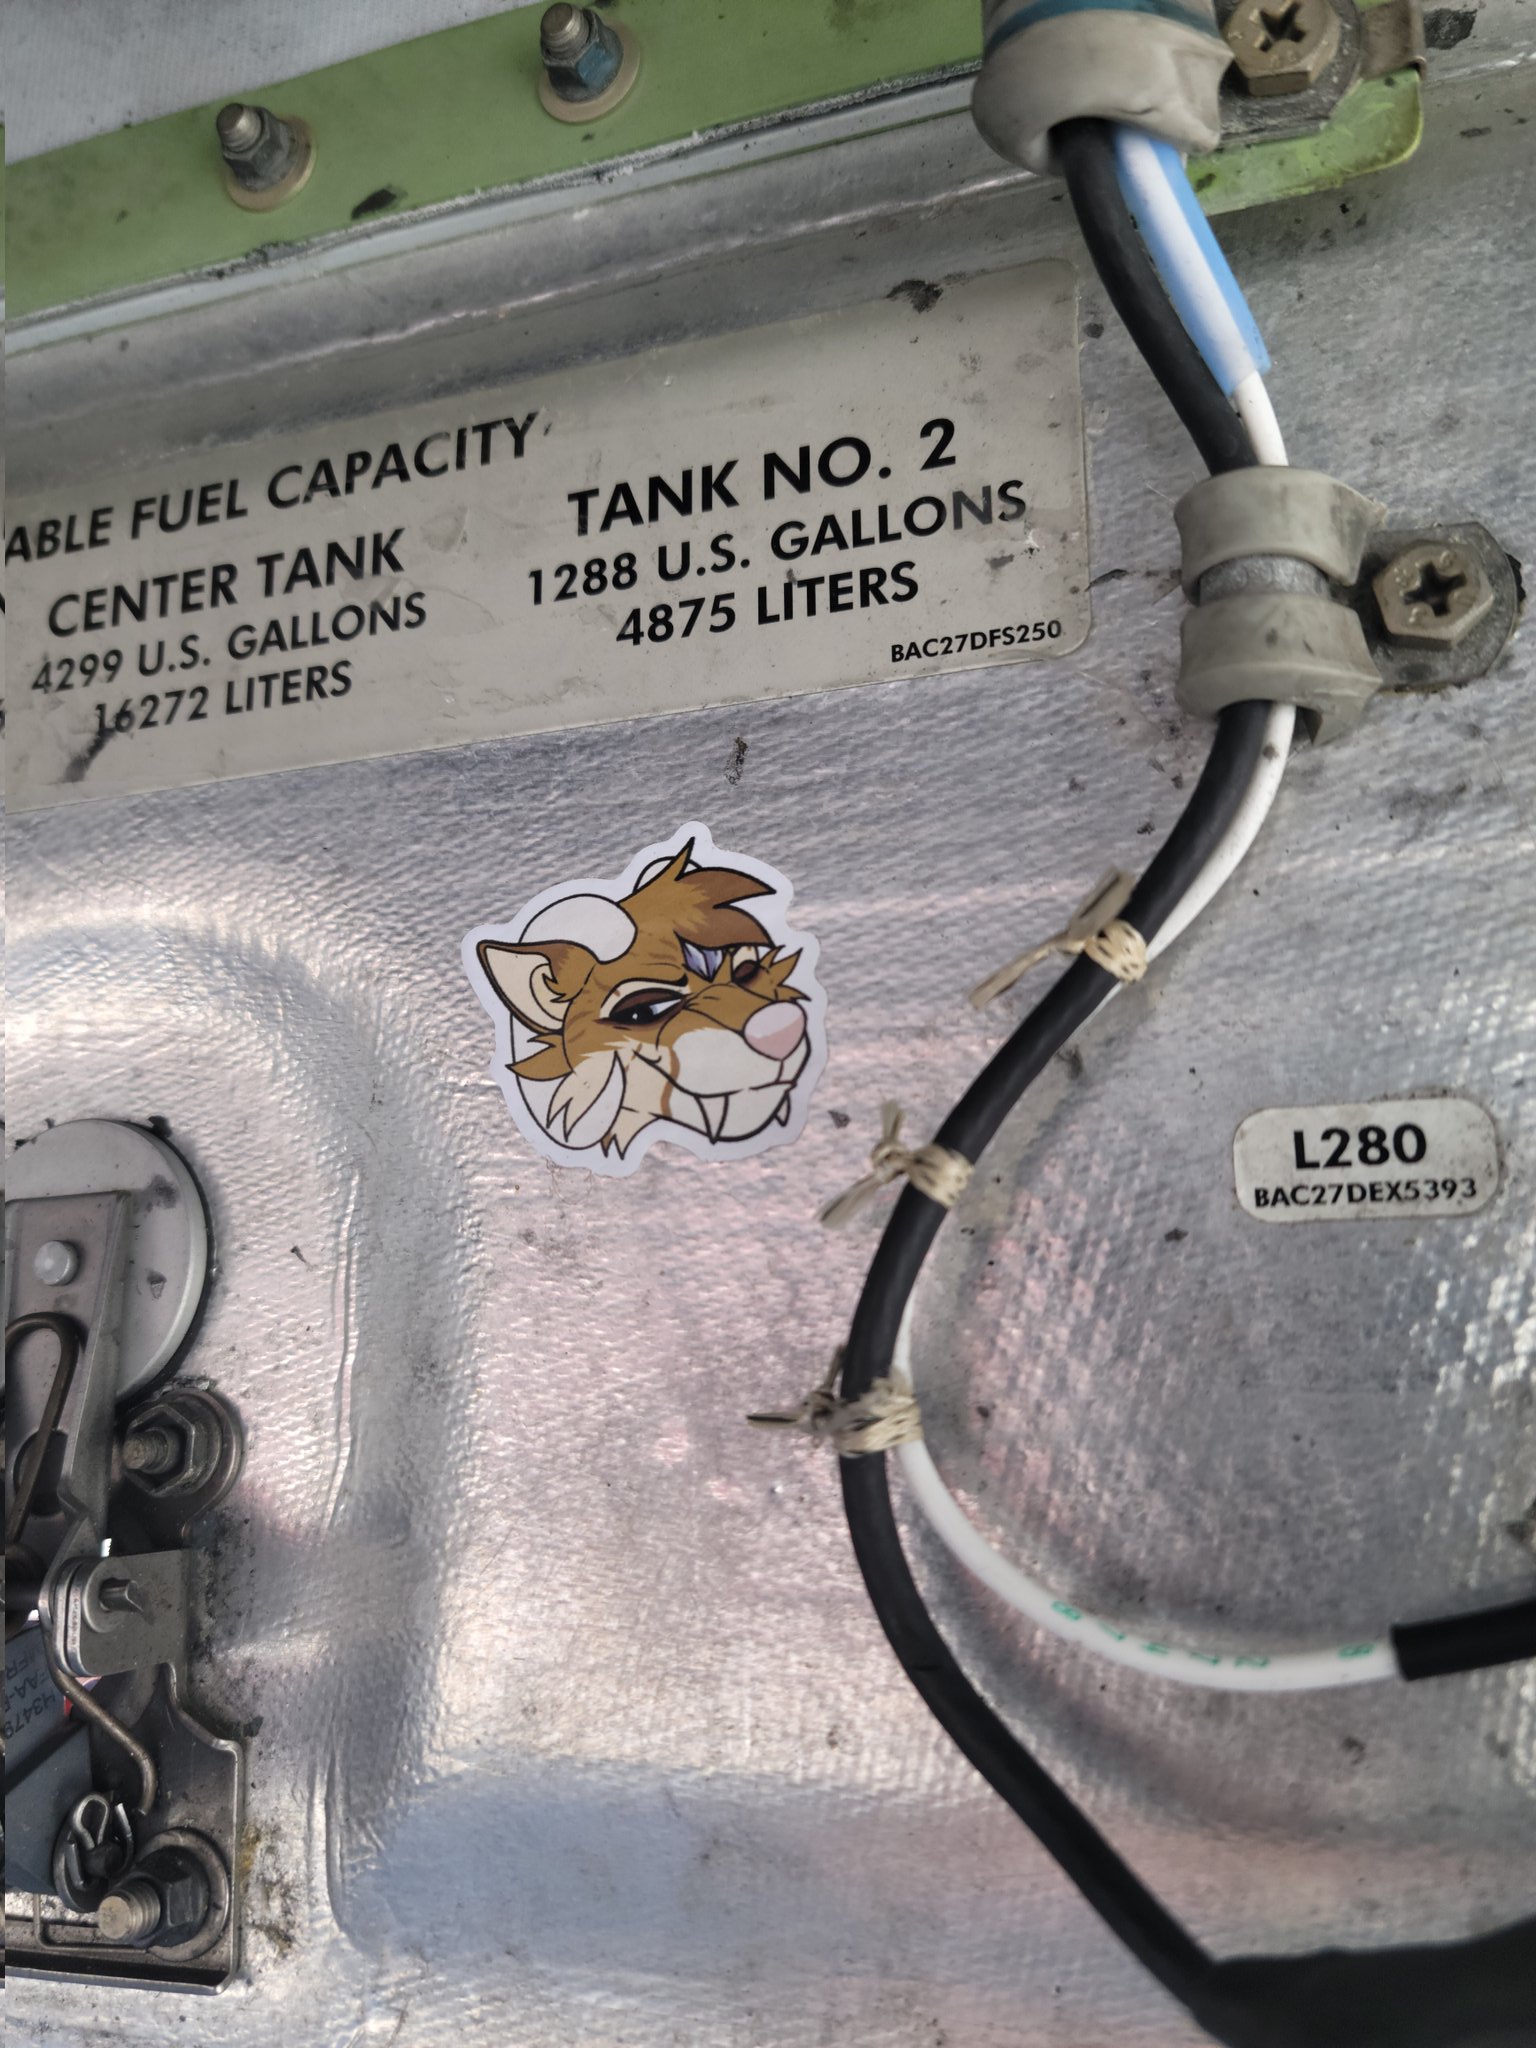 ABLE FUEL CAPACITY
CENTER TANK
4299 U.S. GALLONS
16272 LITERS
TANK NO. 2
1288 U.S. GALLONS
4875 LITERS
BAC27DFS250
L280
BAC27DEX5393